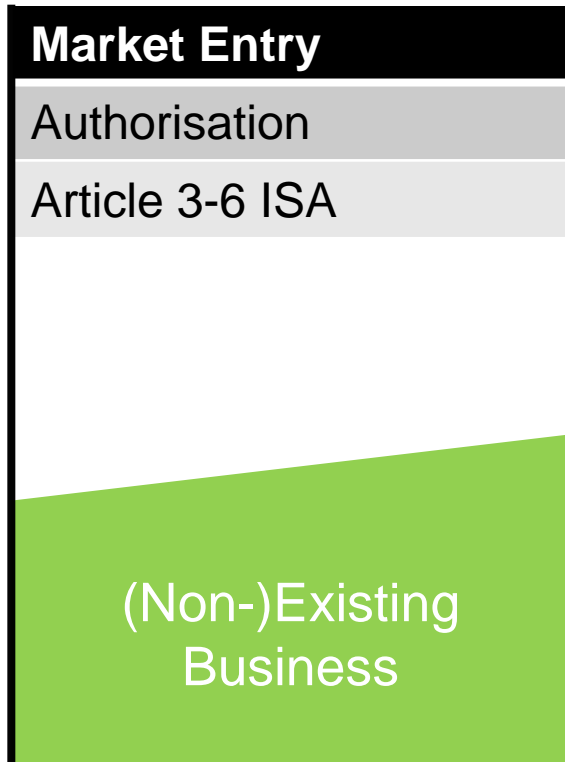 Market Entry
Authorisation
Article 3-6 ISA
(Non-)Existing
Business